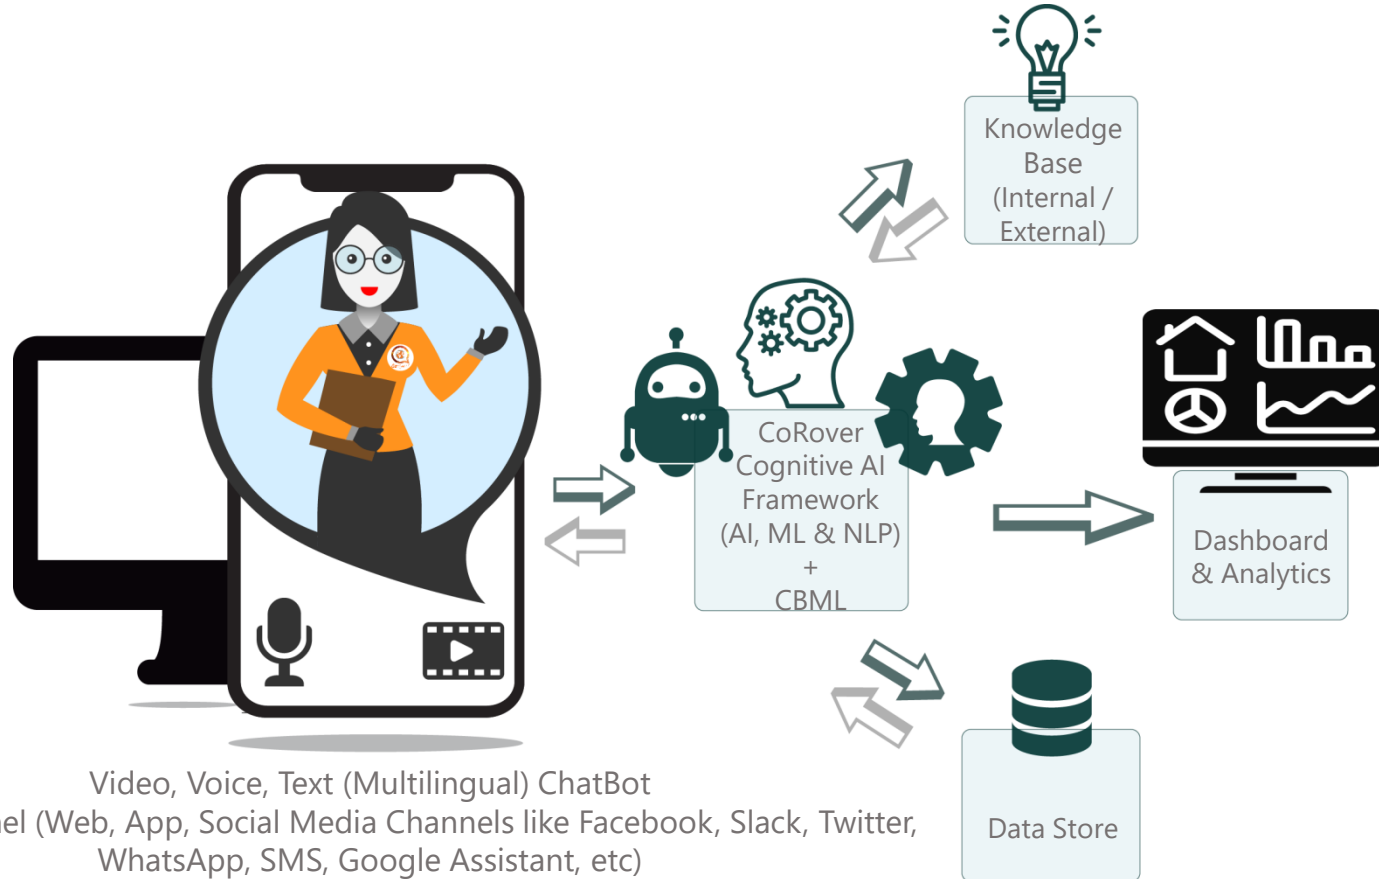 Knowledge
Base
(Internal /
External)
CoRover
Cognitive AI
Framework
(AI, ML & NLP)
+
CBML
Dashboard
& Analytics
Data Store
Video, Voice, Text (Multilingual) ChatBot
(Web, App, Social Media Channels like Facebook, Slack, Twitter,
WhatsApp, SMS, Google Assistant, etc)